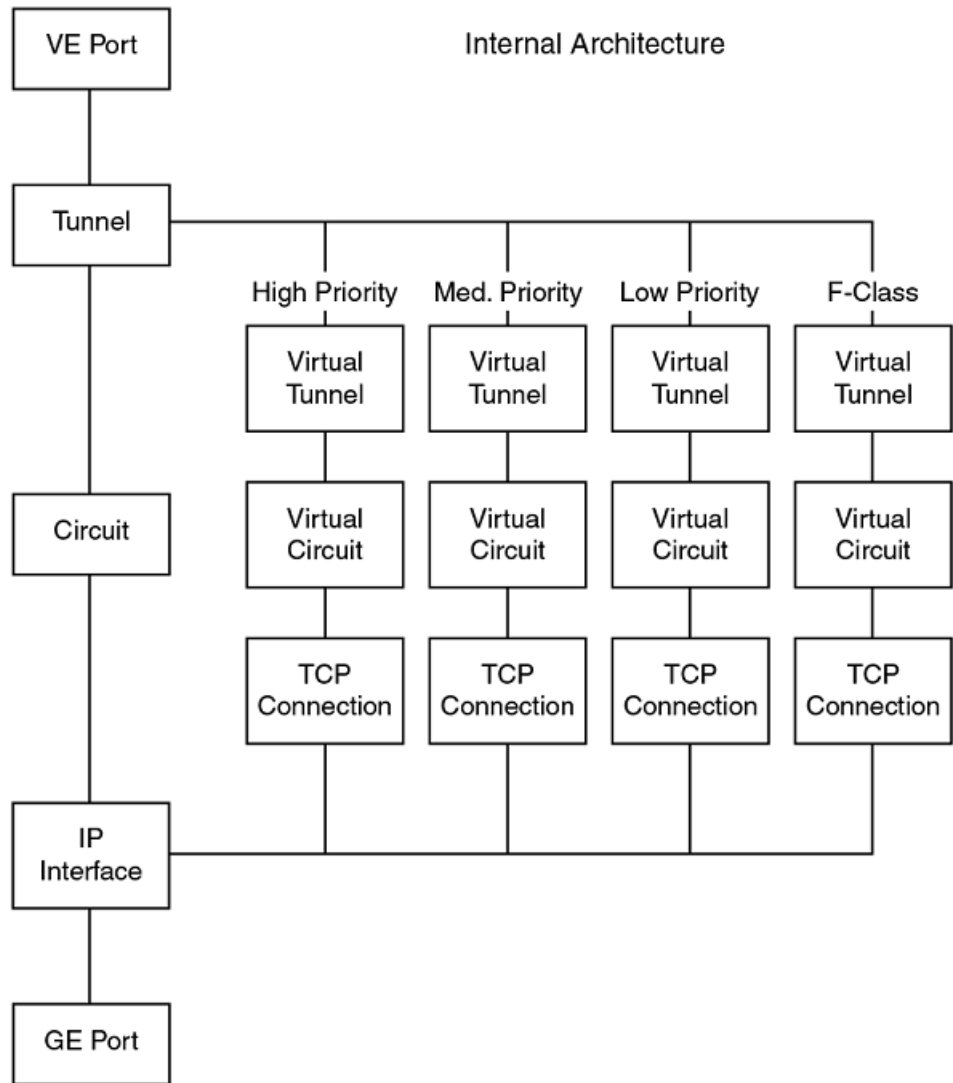 VE Port
Internal Architecture
Tunnel
High Priority
Med. Priority
Low Priority
F-Class
Virtual
Tunnel
Virtual
Tunnel
Virtual
Tunnel
Virtual
Tunnel
Circuit
Virtual
Circuit
Virtual
Circuit
Virtual
Circuit
Virtual
Circuit
TCP
Connection
TCP
Connection
TCP
Connection
TCP
Connection
IP
Interface
GE Port